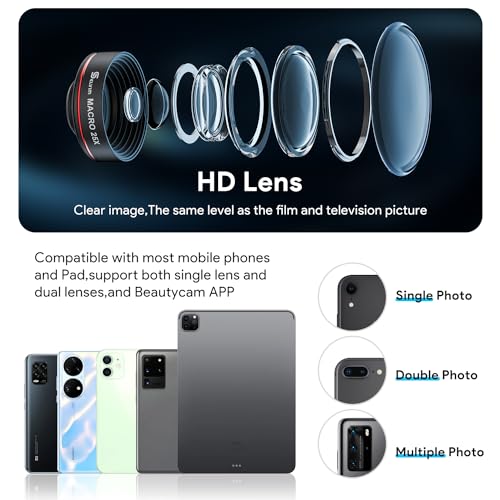 MACRO 25X
HD Lens
Clear image,The same level as the film and television picture
Compatible with most mobile phones
and Pad,support both single lens and
dual lenses,and Beautycam APP
Single Photo
Double Photo
Multiple Photo